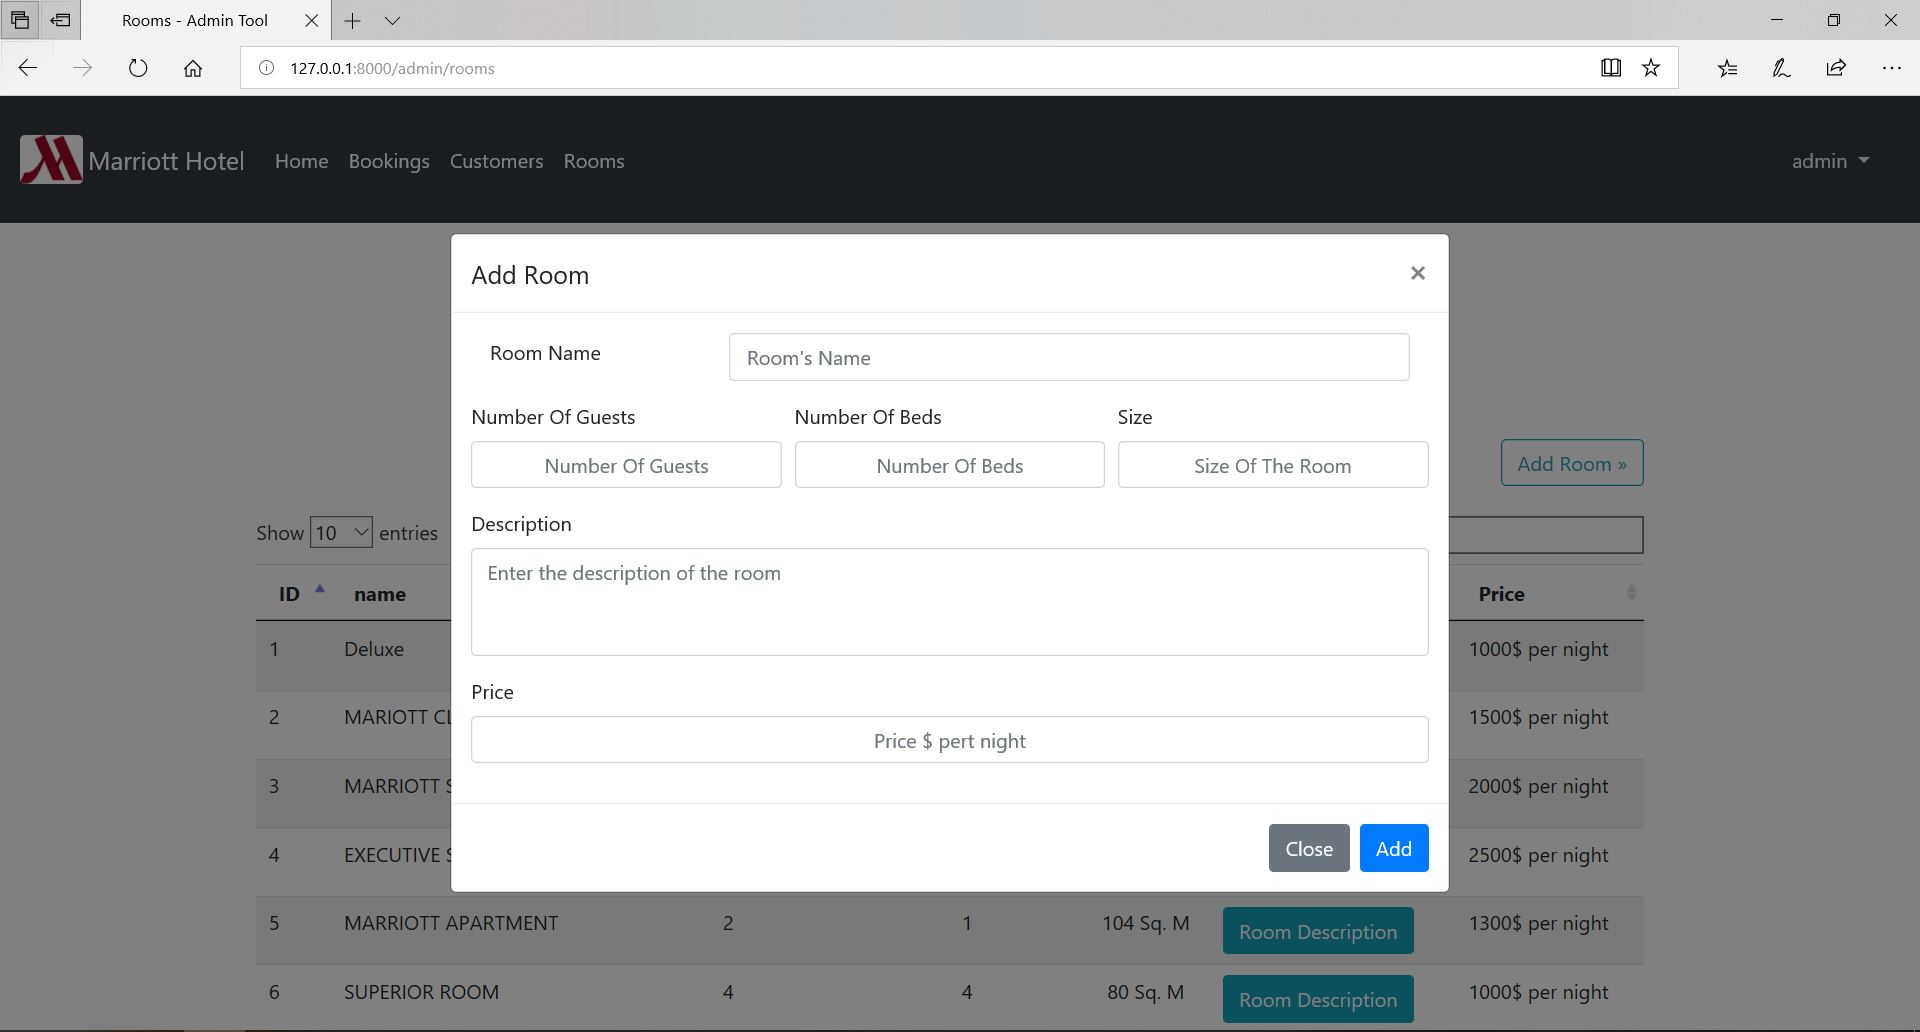 Rooms - Admin Tool
127.0.0.1:8000/admin/rooms
Marriott Hotel Home Bookings Customers Rooms admin
Add Room
×
Room Name Room's Name
Number Of Guests Number Of Beds Size
Number Of Guests Number Of Beds Size Of The Room
Add Room »
Description
Show 10 entries
Enter the description of the room
ID name Price
1 Deluxe 1000$ per night
Price
2 MARIOTT CL 1500$ per night
Price $ pert night
3 MARRIOTT S 2000$ per night
4 EXECUTIVE S 2500$ per night
Close Add
5 MARRIOTT APARTMENT 2 1 104 Sq. M Room Description 1300$ per night
6 SUPERIOR ROOM 4 4 80 Sq. M Room Description 1000$ per night